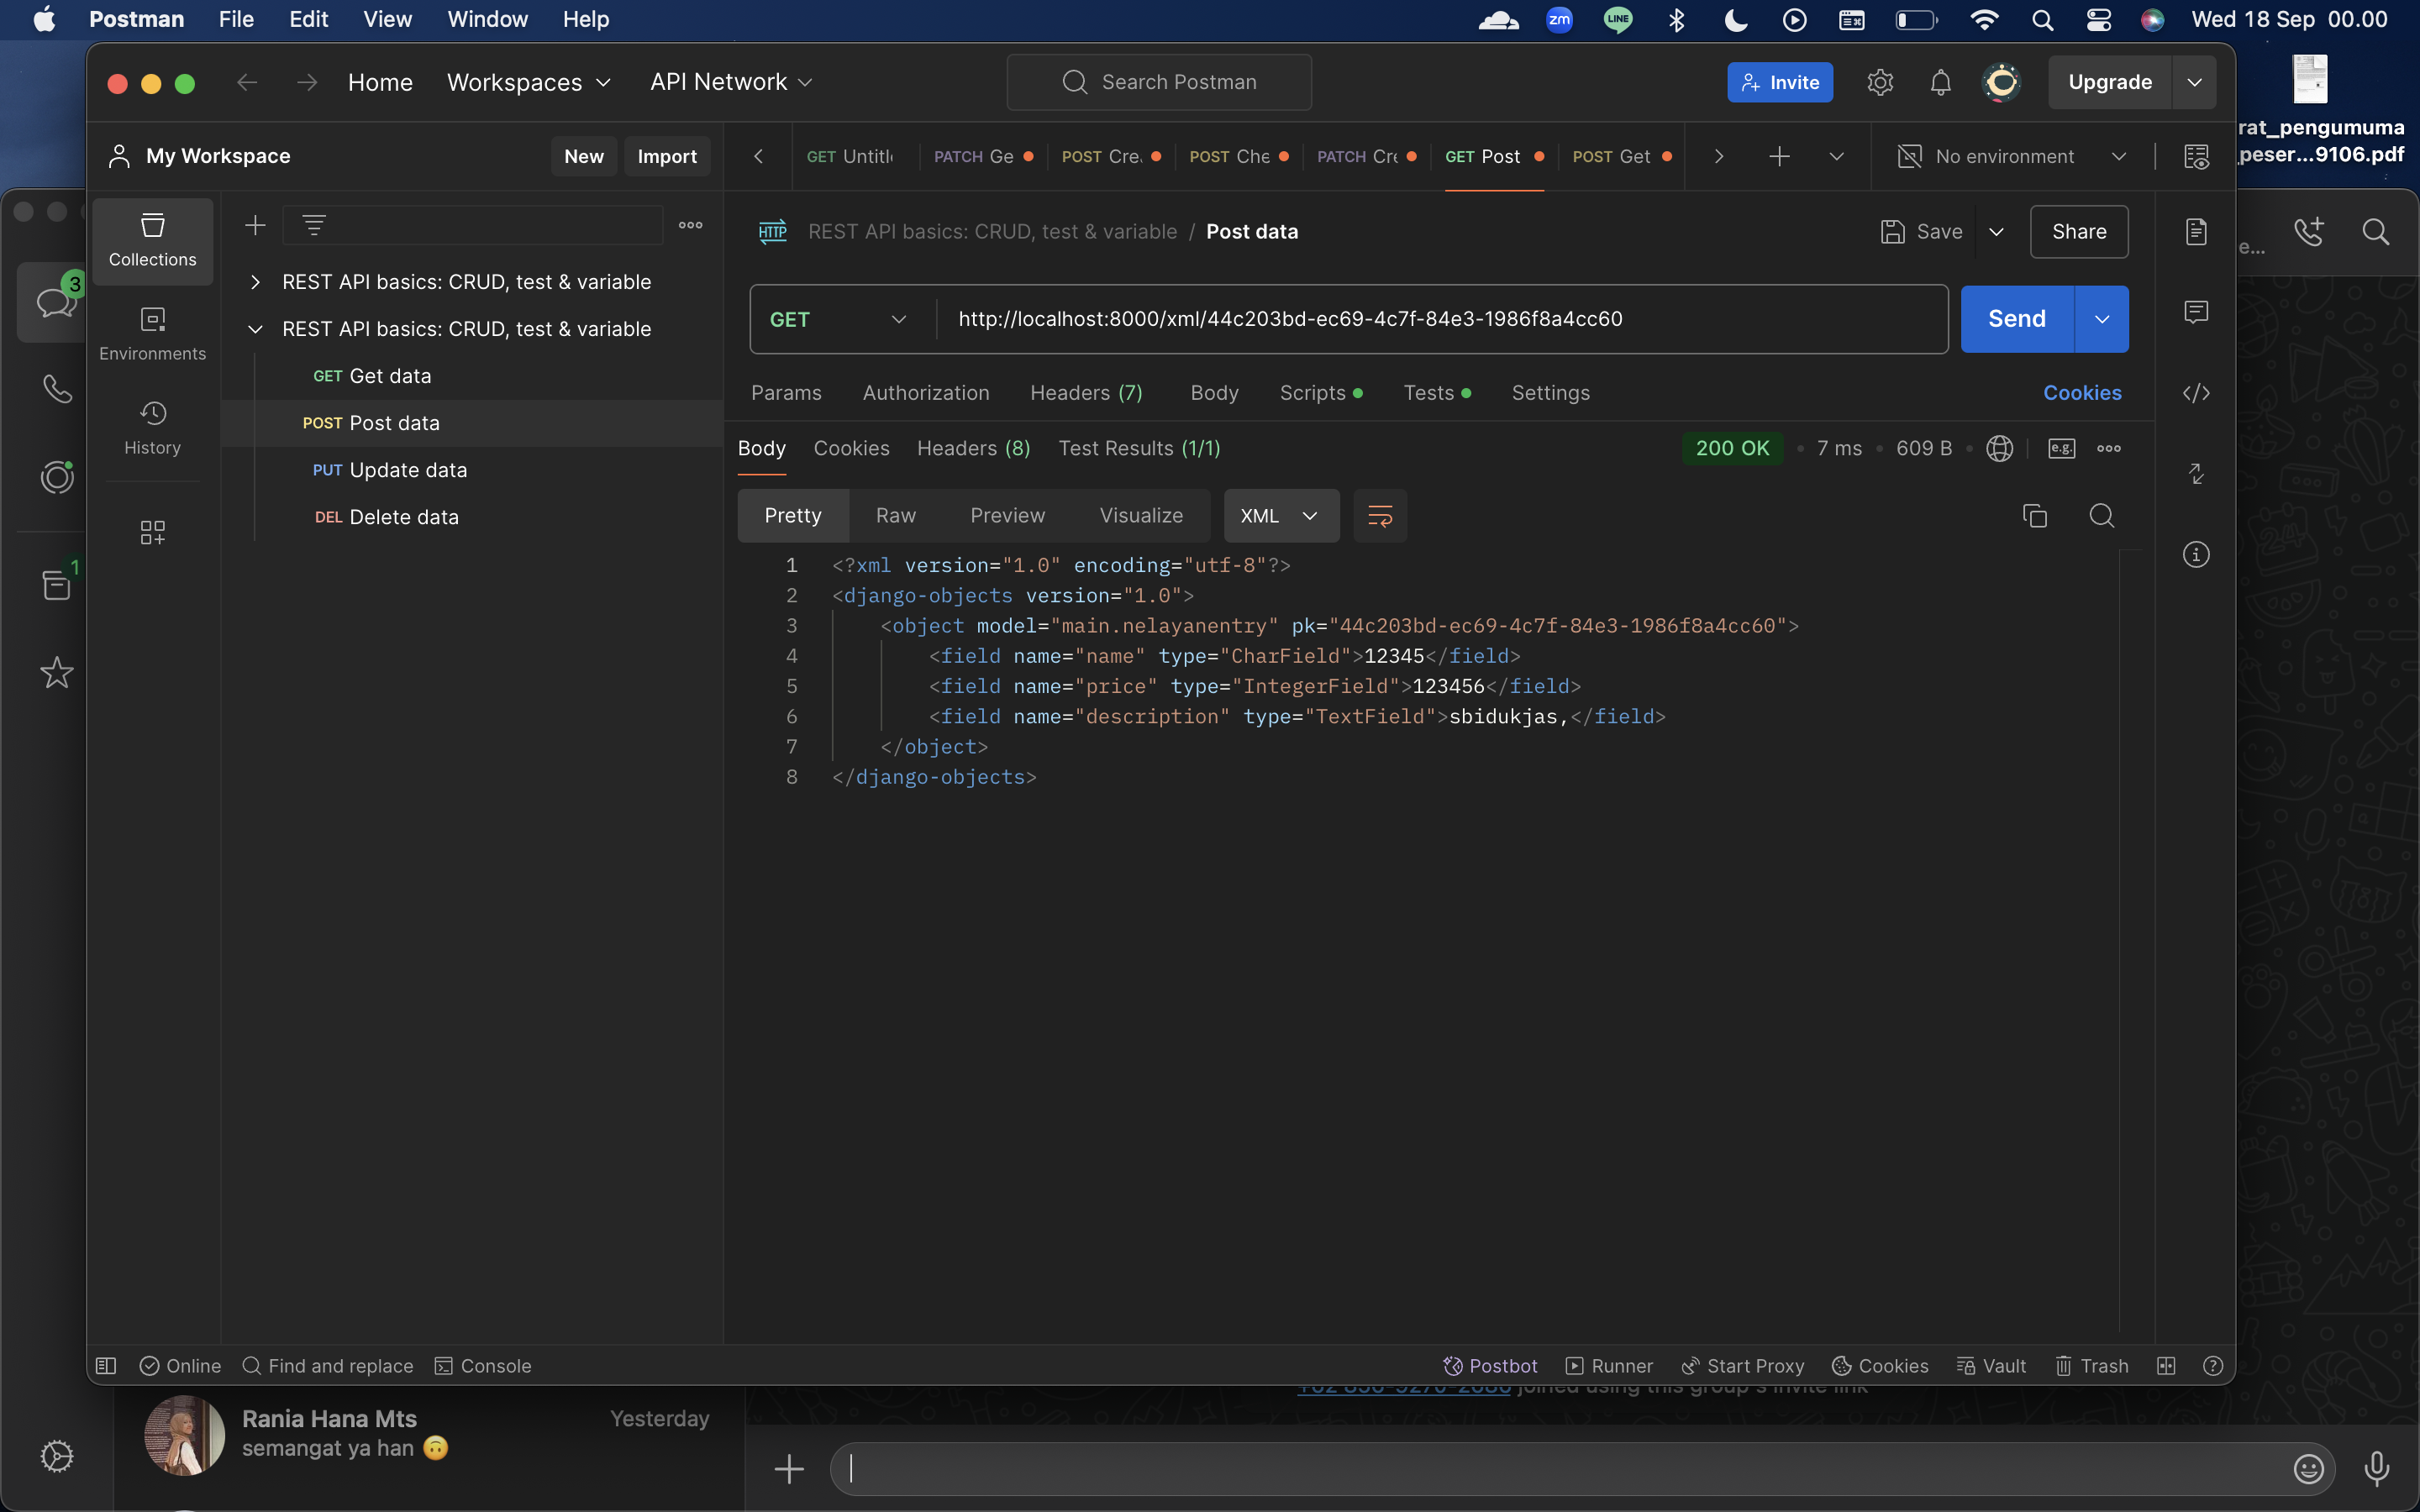 Postman File Edit View Window Help
zm LINE Wed 18 Sep 00.00
rat_pengumuma
_peser...9106.pdf
Home Workspaces API Network Search Postman Invite Upgrade
My Workspace New Import
GET Untitl PATCH Ge POST Cre. POST Che PATCH Cre GET Post POST Get No environment
Collections
Environments
History
REST API basics: CRUD, test & variable
REST API basics: CRUD, test & variable
GET Get data
POST Post data
PUT Update data
DEL Delete data
HTTP REST API basics: CRUD, test & variable / Post data Save Share
GET http://localhost:8000/xml/44c203bd-ec69-4c7f-84e3-1986f8a4cc60 Send
Params Authorization Headers (7) Body Scripts Tests Settings Cookies
Body Cookies Headers (8) Test Results (1/1) 200 OK 7 ms 609 B e.g.
Pretty Raw Preview Visualize XML
1 <?xml version="1.0" encoding="utf-8"?>
2 <django-objects version="1.0">
3 <object model="main.nelayanentry" pk="44c203bd-ec69-4c7f-84e3-1986f8a4cc60">
4 <field name="name" type="CharField">12345</field>
5 <field name="price" type="IntegerField">123456</field>
6 <field name="description" type="TextField">sbidukjas,</field>
7 </object>
8 </django-objects>
Online Find and replace Console Postbot Runner Start Proxy Cookies Vault Trash
3
1
e...
joined using this group's invite link
Rania Hana Mts Yesterday
semangat ya han 🙃